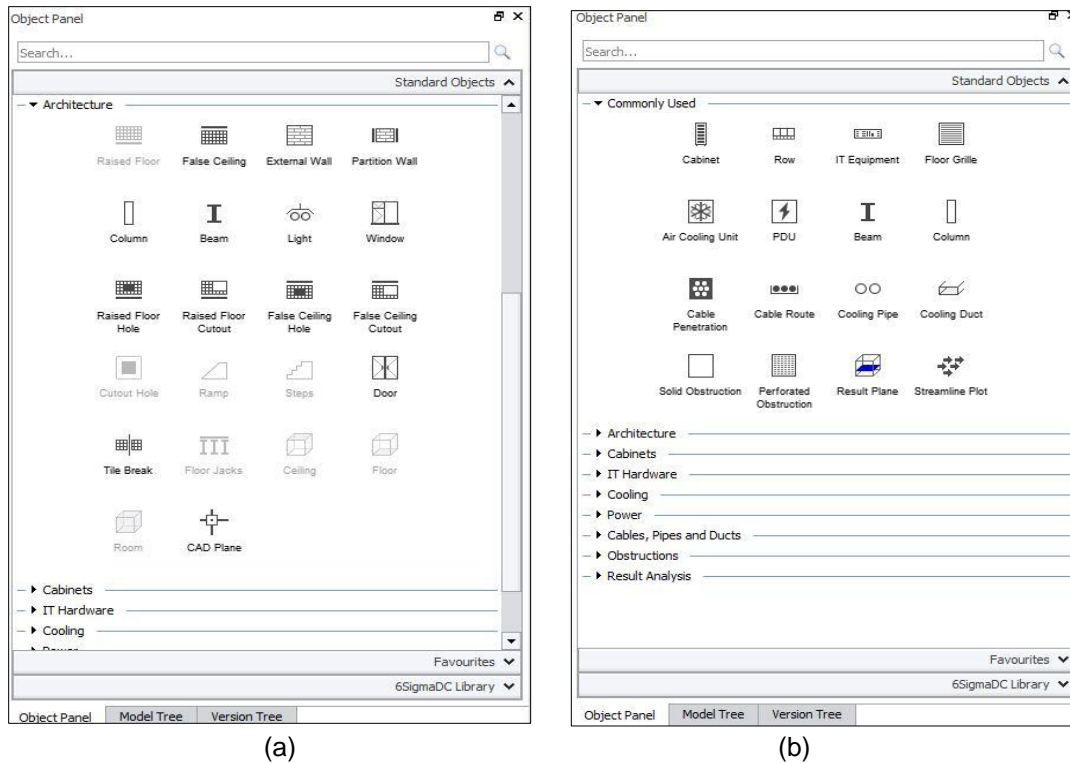 Object Panel
Search...
Standard Objects
Architecture
Raised Floor False Ceiling External Wall Partition Wall
Column Beam Light Window
Raised Floor Raised Floor False Ceiling False Ceiling
Hole Cutout Hole Cutout
Cutout Hole Ramp Steps Door
Tile Break Floor Jacks Ceiling Floor
Room CAD Plane
Cabinets
IT Hardware
Cooling
Power
Favourites
6SigmaDC Library
Object Panel Model Tree Version Tree
(a)
Object Panel
Search...
Standard Objects
Commonly Used
Cabinet Row IT Equipment Floor Grille
Air Cooling Unit PDU Beam Column
Cable Cable Route Cooling Pipe Cooling Duct
Penetration
Solid Obstruction Perforated Result Plane Streamline Plot
Obstruction
Architecture
Cabinets
IT Hardware
Cooling
Power
Cables, Pipes and Ducts
Obstructions
Result Analysis
Favourites
6SigmaDC Library
Object Panel Model Tree Version Tree
(b)